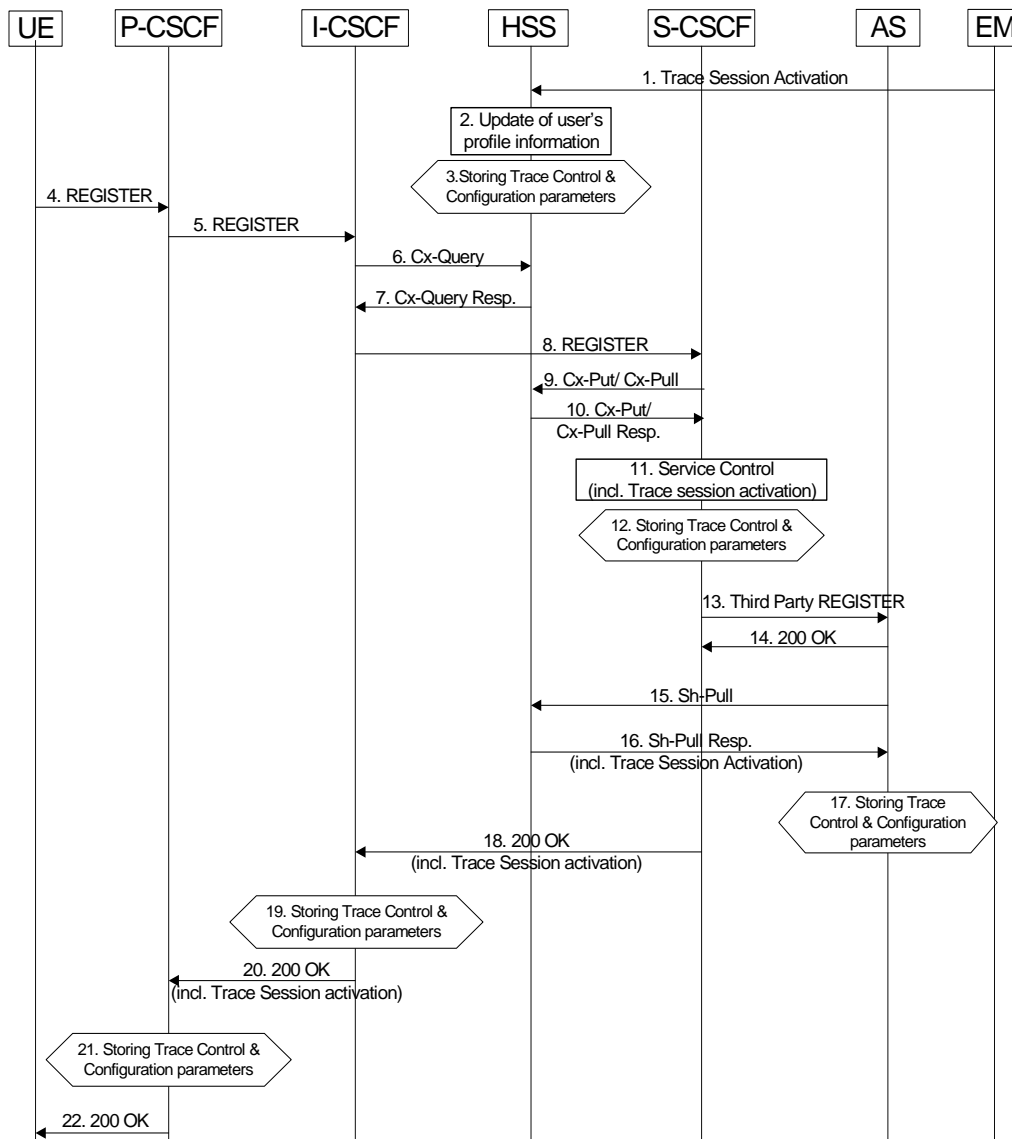 UE P-CSCF I-CSCF HSS S-CSCF AS EM
1. Trace Session Activation
2. Update of user's
profile information
3.Storing Trace Control &
Configuration parameters
4. REGISTER
5. REGISTER
6. Cx-Query
7. Cx-Query Resp.
8. REGISTER
9. Cx-Put/ Cx-Pull
10. Cx-Put/
Cx-Pull Resp.
11. Service Control
(incl. Trace session activation)
12. Storing Trace Control &
Configuration parameters
13. Third Party REGISTER
14. 200 OK
15. Sh-Pull
16. Sh-Pull Resp.
(incl. Trace Session Activation)
17. Storing Trace
Control & Configuration
parameters
18. 200 OK
(incl. Trace Session activation)
19. Storing Trace Control &
Configuration parameters
20. 200 OK
(incl. Trace Session activation)
21. Storing Trace Control &
Configuration parameters
22. 200 OK